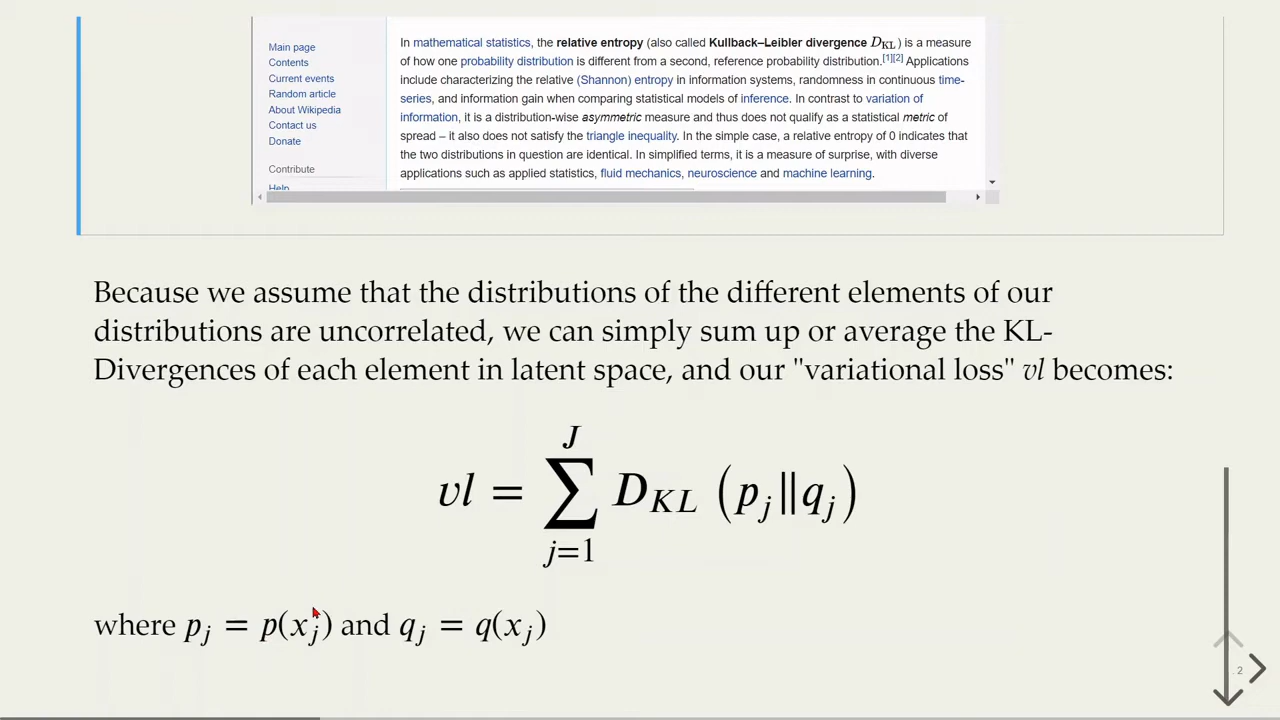 Main page
Contents
Current events
Random article
About Wikipedia
Contact us
Donate
Contribute
Help
In mathematical statistics, the relative entropy (also called Kullback–Leibler divergence D_KL) is a measure
of how one probability distribution is different from a second, reference probability distribution.[1][2] Applications
include characterizing the relative (Shannon) entropy in information systems, randomness in continuous time-
series, and information gain when comparing statistical models of inference. In contrast to variation of
information, it is a distribution-wise asymmetric measure and thus does not qualify as a statistical metric of
spread – it also does not satisfy the triangle inequality. In the simple case, a relative entropy of 0 indicates that
the two distributions in question are identical. In simplified terms, it is a measure of surprise, with diverse
applications such as applied statistics, fluid mechanics, neuroscience and machine learning.
Because we assume that the distributions of the different elements of our
distributions are uncorrelated, we can simply sum up or average the KL-
Divergences of each element in latent space, and our "variational loss" vl becomes:
vl = ∑_{j=1}^{J} D_{KL} (p_j||q_j)
where p_j = p(x_j) and q_j = q(x_j)
. 2